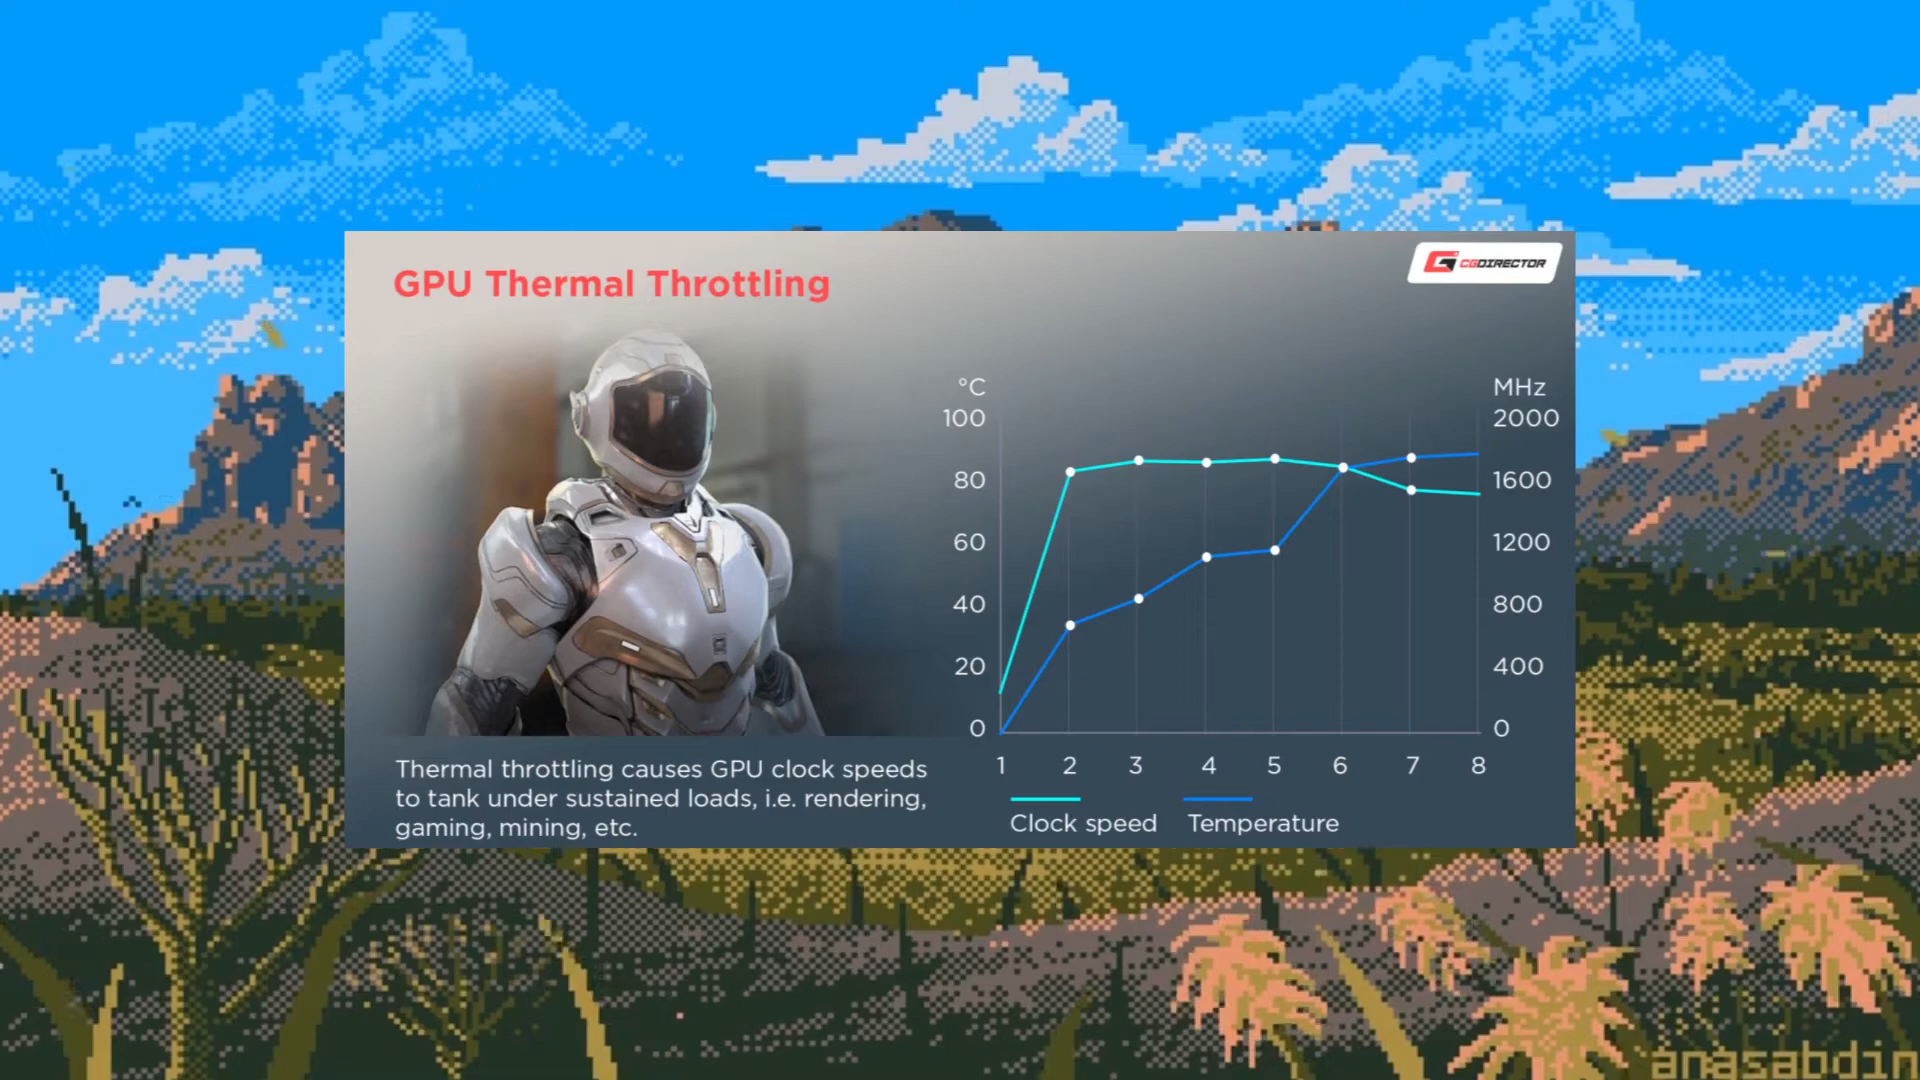 GPU Thermal Throttling
CGDIRECTOR
°C
MHz
100
2000
80
1600
60
1200
40
800
20
400
0
0
1 2 3 4 5 6 7 8
Clock speed Temperature
Thermal throttling causes GPU clock speeds
to tank under sustained loads, i.e. rendering,
gaming, mining, etc.
anasabdin